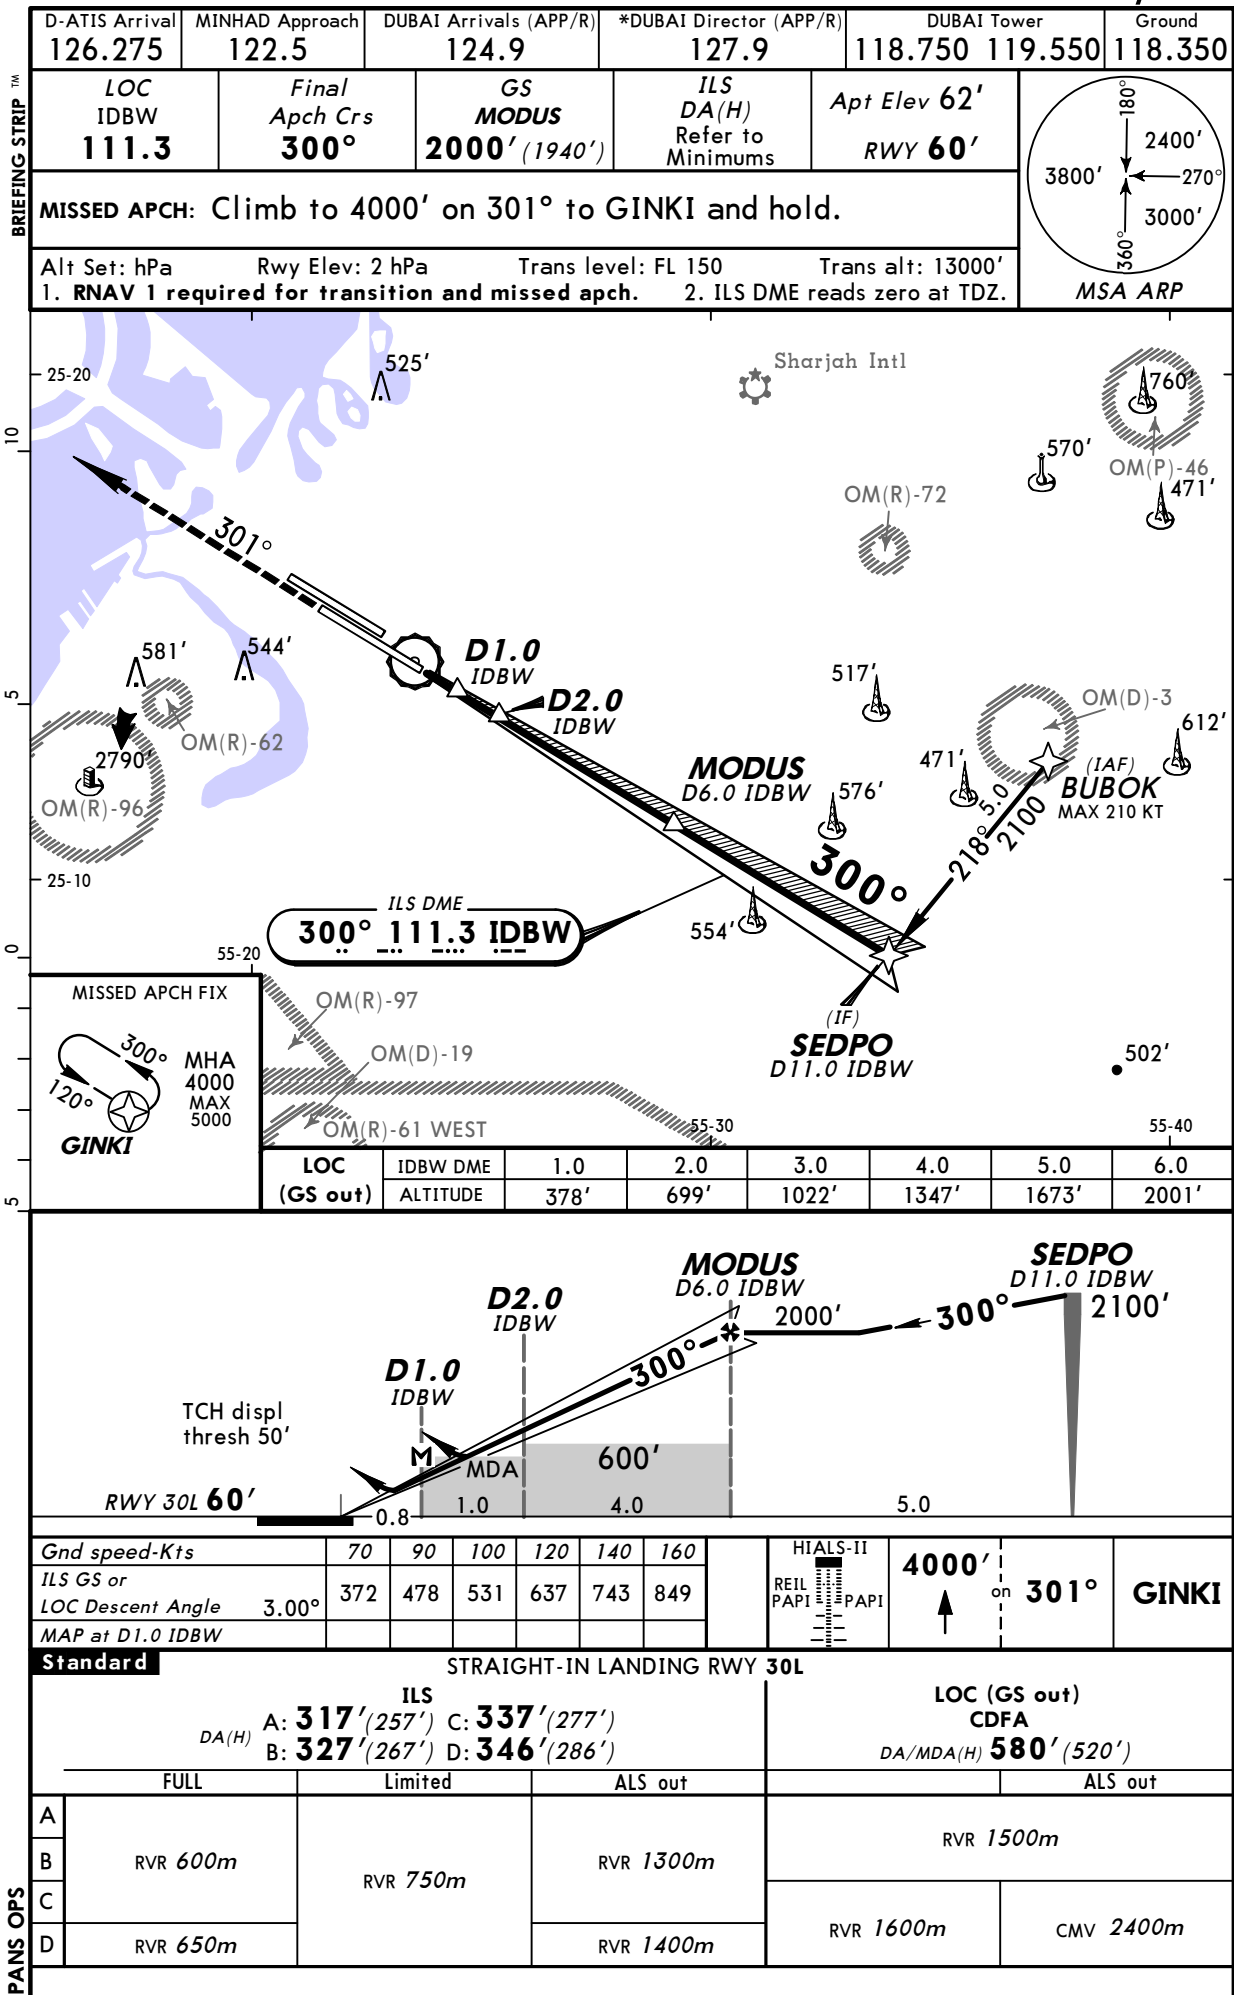 D-ATIS Arrival MINHAD Approach DUBAI Arrivals (APP/R) *DUBAI Director (APP/R) DUBAI Tower Ground
126.275 122.5 124.9 127.9 118.750 119.550 118.350
BRIEFING STRIP ™
LOC
IDBW
111.3
Final
Apch Crs
300°
GS
MODUS
2000' (1940')
ILS
DA(H)
Refer to
Minimums
Apt Elev 62'
RWY 60'
MISSED APCH: Climb to 4000' on 301° to GINKI and hold.
Alt Set: hPa Rwy Elev: 2 hPa Trans level: FL 150 Trans alt: 13000'
1. RNAV 1 required for transition and missed apch. 2. ILS DME reads zero at TDZ.
180°
2400'
3800'
270°
3000'
360°
MSA ARP
525'
Sharjah Intl
25-20
760'
10
570'
OM(P)-46
471'
OM(R)-72
301°
581'
544'
D1.0
IDBW
D2.0
IDBW
517'
5
OM(D)-3
OM(R)-62
612'
2790'
MODUS
D6.0 IDBW
471'
(IAF)
BUBOK
MAX 210 KT
OM(R)-96
576'
5.0
218°
2100
300°
25-10
ILS DME
300° 111.3 IDBW
554'
0
55-20
MISSED APCH FIX
OM(R)-97
(IF)
SEDPO
D11.0 IDBW
300°
120°
MHA
4000
MAX
5000
GINKI
OM(D)-19
502'
OM(R)-61 WEST
55-30
55-40
5
LOC IDBW DME 1.0 2.0 3.0 4.0 5.0 6.0
(GS out) ALTITUDE 378' 699' 1022' 1347' 1673' 2001'
SEDPO
D11.0 IDBW
2100'
MODUS
D6.0 IDBW
2000'
300°
D2.0
IDBW
300°
D1.0
IDBW
TCH displ
thresh 50'
M
MDA
600'
RWY 30L 60'
0.8 1.0 4.0 5.0
Gnd speed-Kts 70 90 100 120 140 160
ILS GS or
LOC Descent Angle 3.00° 372 478 531 637 743 849
MAP at D1.0 IDBW
HIALS-II
REIL
PAPI PAPI
4000' on 301° GINKI
Standard STRAIGHT-IN LANDING RWY 30L
ILS
DA(H)
A: 317' (257') C: 337' (277')
B: 327' (267') D: 346' (286')
LOC (GS out)
CDFA
DA/MDA(H) 580' (520')
FULL Limited ALS out ALS out
A
B
C
D
RVR 600m
RVR 650m
RVR 750m
RVR 1300m
RVR 1400m
RVR 1500m
RVR 1600m
CMV 2400m
PANS OPS